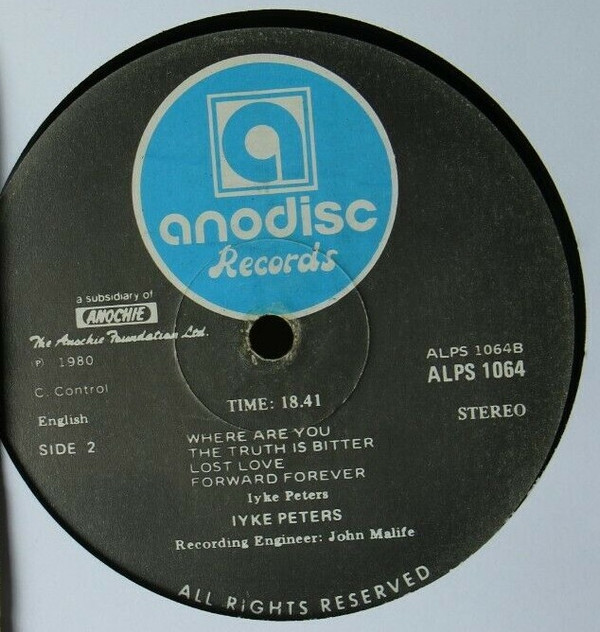 a
anodisc
Records
a subsidiary of
ANOCHIE
The Anochie Foundation Ltd.
℗ 1980
C. Control
English
SIDE 2
ALPS 1064B
ALPS 1064
STEREO
TIME: 18.41
WHERE ARE YOU
THE TRUTH IS BITTER
LOST LOVE
FORWARD FOREVER
Iyke Peters
IYKE PETERS
Recording Engineer: John Malife
ALL RiGHTS RESERVED